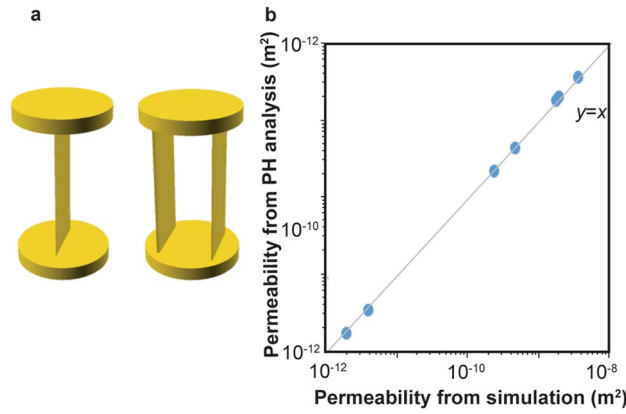 a
b
Permeability from PH analysis (m²)
10⁻¹²
10⁻¹⁰
10⁻¹²
y=x
10⁻¹²
10⁻¹⁰
10⁻⁸
Permeability from simulation (m²)